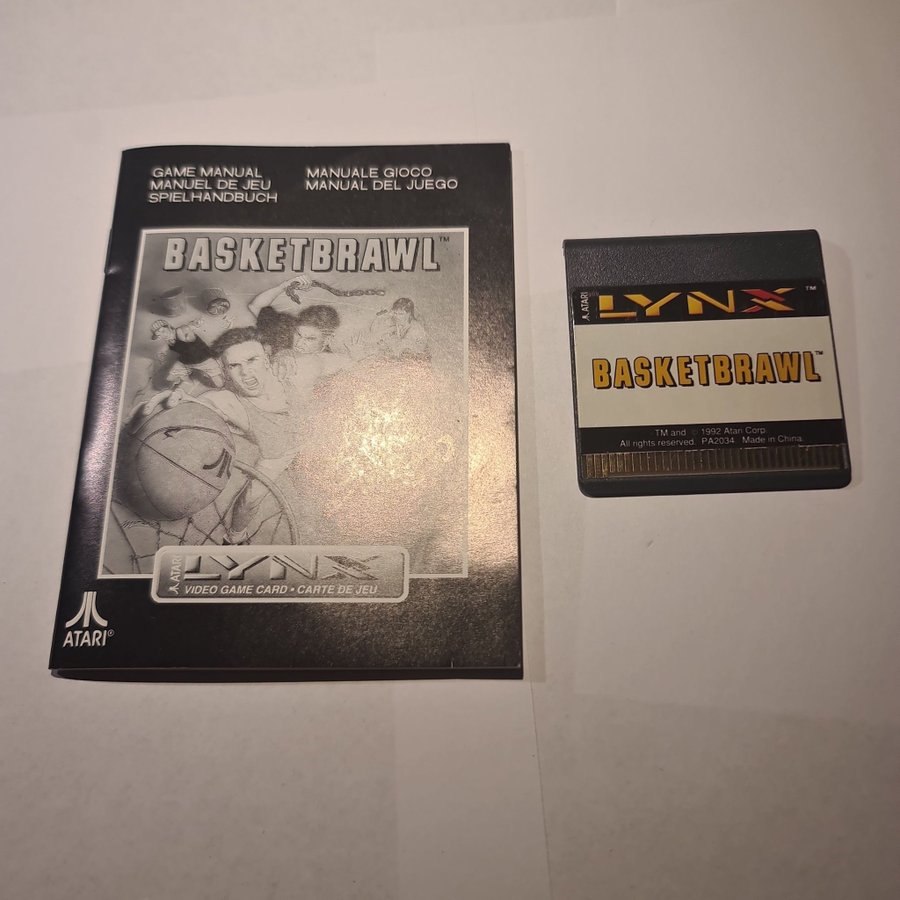 GAME MANUAL
MANUEL DE JEU
SPIELHANDBUCH
MANUALE GIOCO
MANUAL DEL JUEGO
BASKETBRAWL™
ATARI LYNX
VIDEO GAME CARD • CARTE DE JEU
ATARI®
ATARI LYNX™
BASKETBRAWL™
TM and © 1992 Atari Corp.
All rights reserved. PA2034. Made in China.